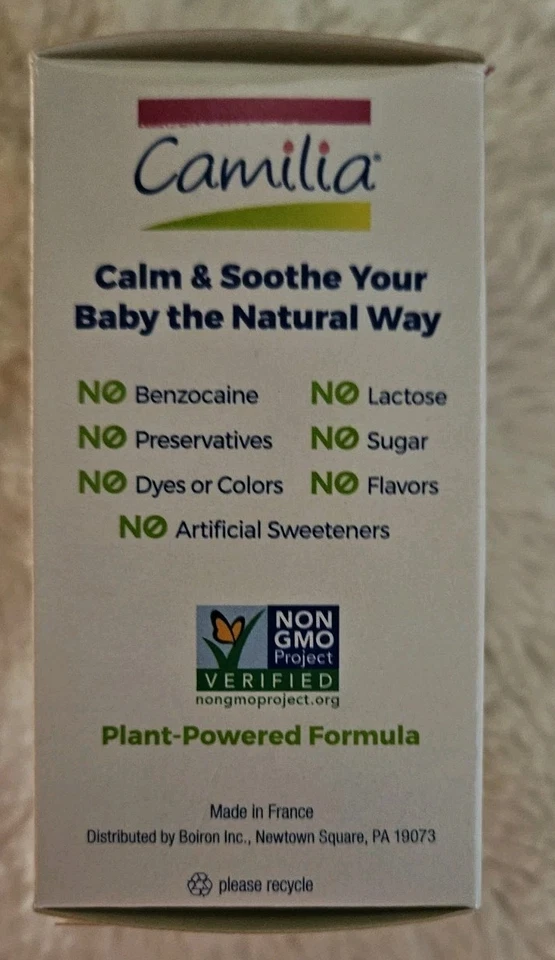 Camilia®
Calm & Soothe Your
Baby the Natural Way
NO Benzocaine
NO Lactose
NO Preservatives
NO Sugar
NO Dyes or Colors
NO Flavors
NO Artificial Sweeteners
NON
GMO
Project
VERIFIED
nongmoproject.org
Plant-Powered Formula
Made in France
Distributed by Boiron Inc., Newtown Square, PA 19073
please recycle